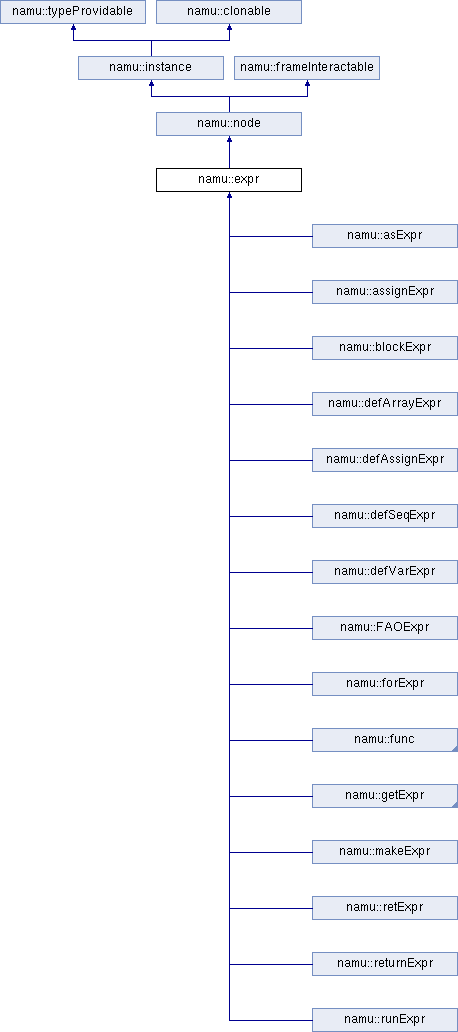 namu::typeProvidable
namu::clonable
namu::instance
namu::frameInteractable
namu::node
namu::expr
namu::asExpr
namu::assignExpr
namu::blockExpr
namu::defArrayExpr
namu::defAssignExpr
namu::defSeqExpr
namu::defVarExpr
namu::FAOExpr
namu::forExpr
namu::func
namu::getExpr
namu::makeExpr
namu::retExpr
namu::returnExpr
namu::runExpr